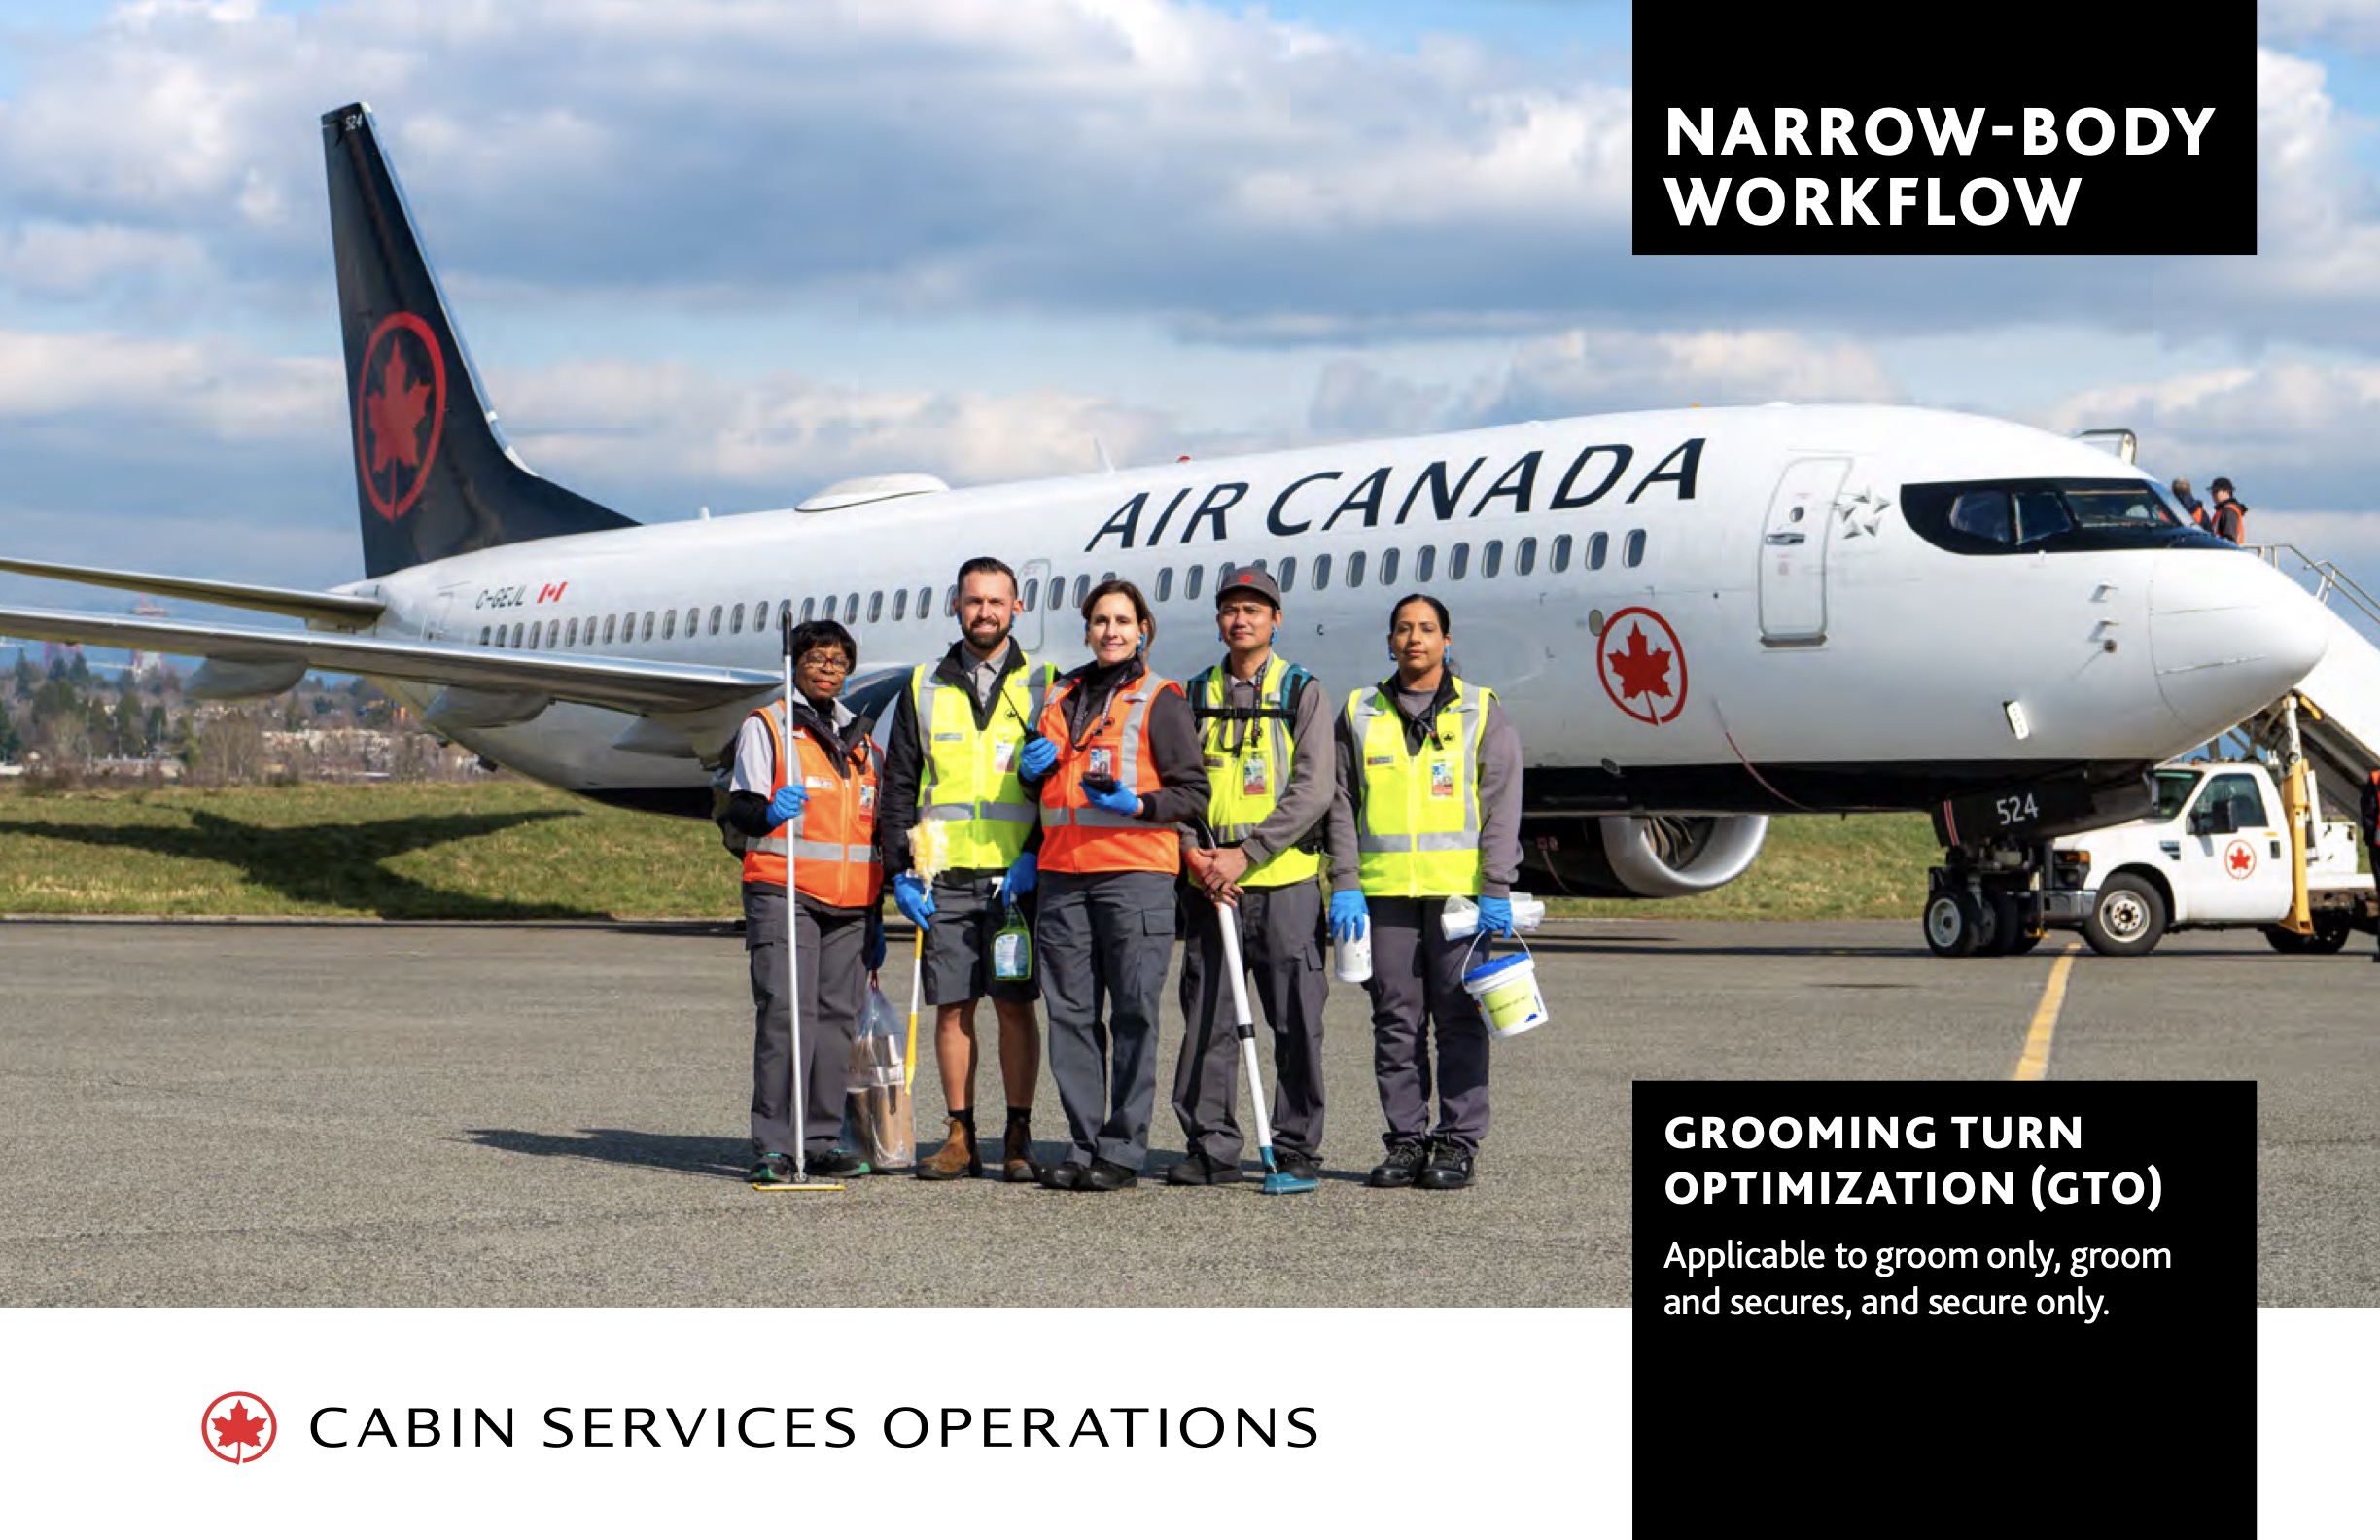 NARROW-BODY
WORKFLOW
524
AIR CANADA
C-GEJL
524
GROOMING TURN
OPTIMIZATION (GTO)
Applicable to groom only, groom
and secures, and secure only.
CABIN SERVICES OPERATIONS